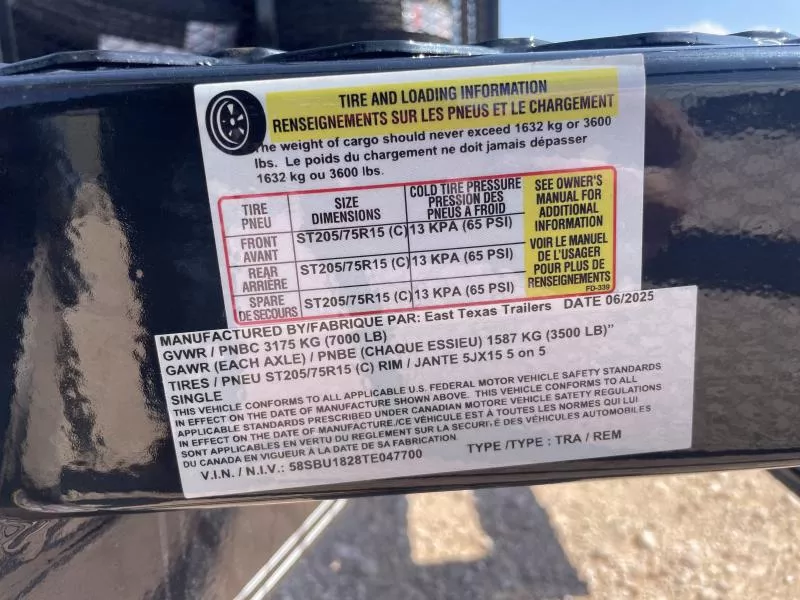 TIRE AND LOADING INFORMATION
RENSEIGNEMENTS SUR LES PNEUS ET LE CHARGEMENT
he weight of cargo should never exceed 1632 kg or 3600
lbs. Le poids du chargement ne doit jamais dépasser
1632 kg ou 3600 lbs.
TIRE
PNEU
SIZE
DIMENSIONS
COLD TIRE PRESSURE
PRESSION DES
PNEUS À FROID
SEE OWNER'S
MANUAL FOR
ADDITIONAL
INFORMATION
VOIR LE MANUEL
DE L'USAGER
POUR PLUS DE
RENSEIGNEMENTS
FRONT
AVANT
ST205/75R15 (C) 13 KPA (65 PSI)
REAR
ARRIÈRE
ST205/75R15 (C) 13 KPA (65 PSI)
SPARE
DE SECOURS
ST205/75R15 (C) 13 KPA (65 PSI)
FD-339
MANUFACTURED BY/FABRIQUE PAR: East Texas Trailers DATE 06/2025
GVWR / PNBC 3175 KG (7000 LB)
GAWR (EACH AXLE) / PNBE (CHAQUE ESSIEU) 1587 KG (3500 LB)"
TIRES / PNEU ST205/75R15 (C) RIM / JANTE 5JX15 5 on 5
SINGLE
THIS VEHICLE CONFORMS TO ALL APPLICABLE U.S. FEDERAL MOTOR VEHICLE SAFETY STANDARDS
IN EFFECT ON THE DATE OF MANUFACTURE SHOWN ABOVE. THIS VEHICLE CONFORMS TO ALL
APPLICABLE STANDARDS PRESCRIBED UNDER CANADIAN MOTORE VEHICLE SAFETY REGULATIONS
IN EFFECT ON THE DATE OF MANUFACTURE./CE VÉHICULE EST À TOUTES LES NORMES QUI LUI
SONT APPLICABLES EN VERTU DU REGLEMENT SUR LA SECURITE DES VÉHICULES AUTOMOBILES
DU CANADA EN VIGUEUR À LA DATE DE SA FABRICATION.
V.I.N. / N.I.V.: 58SBU1828TE047700 TYPE /TYPE : TRA / REM